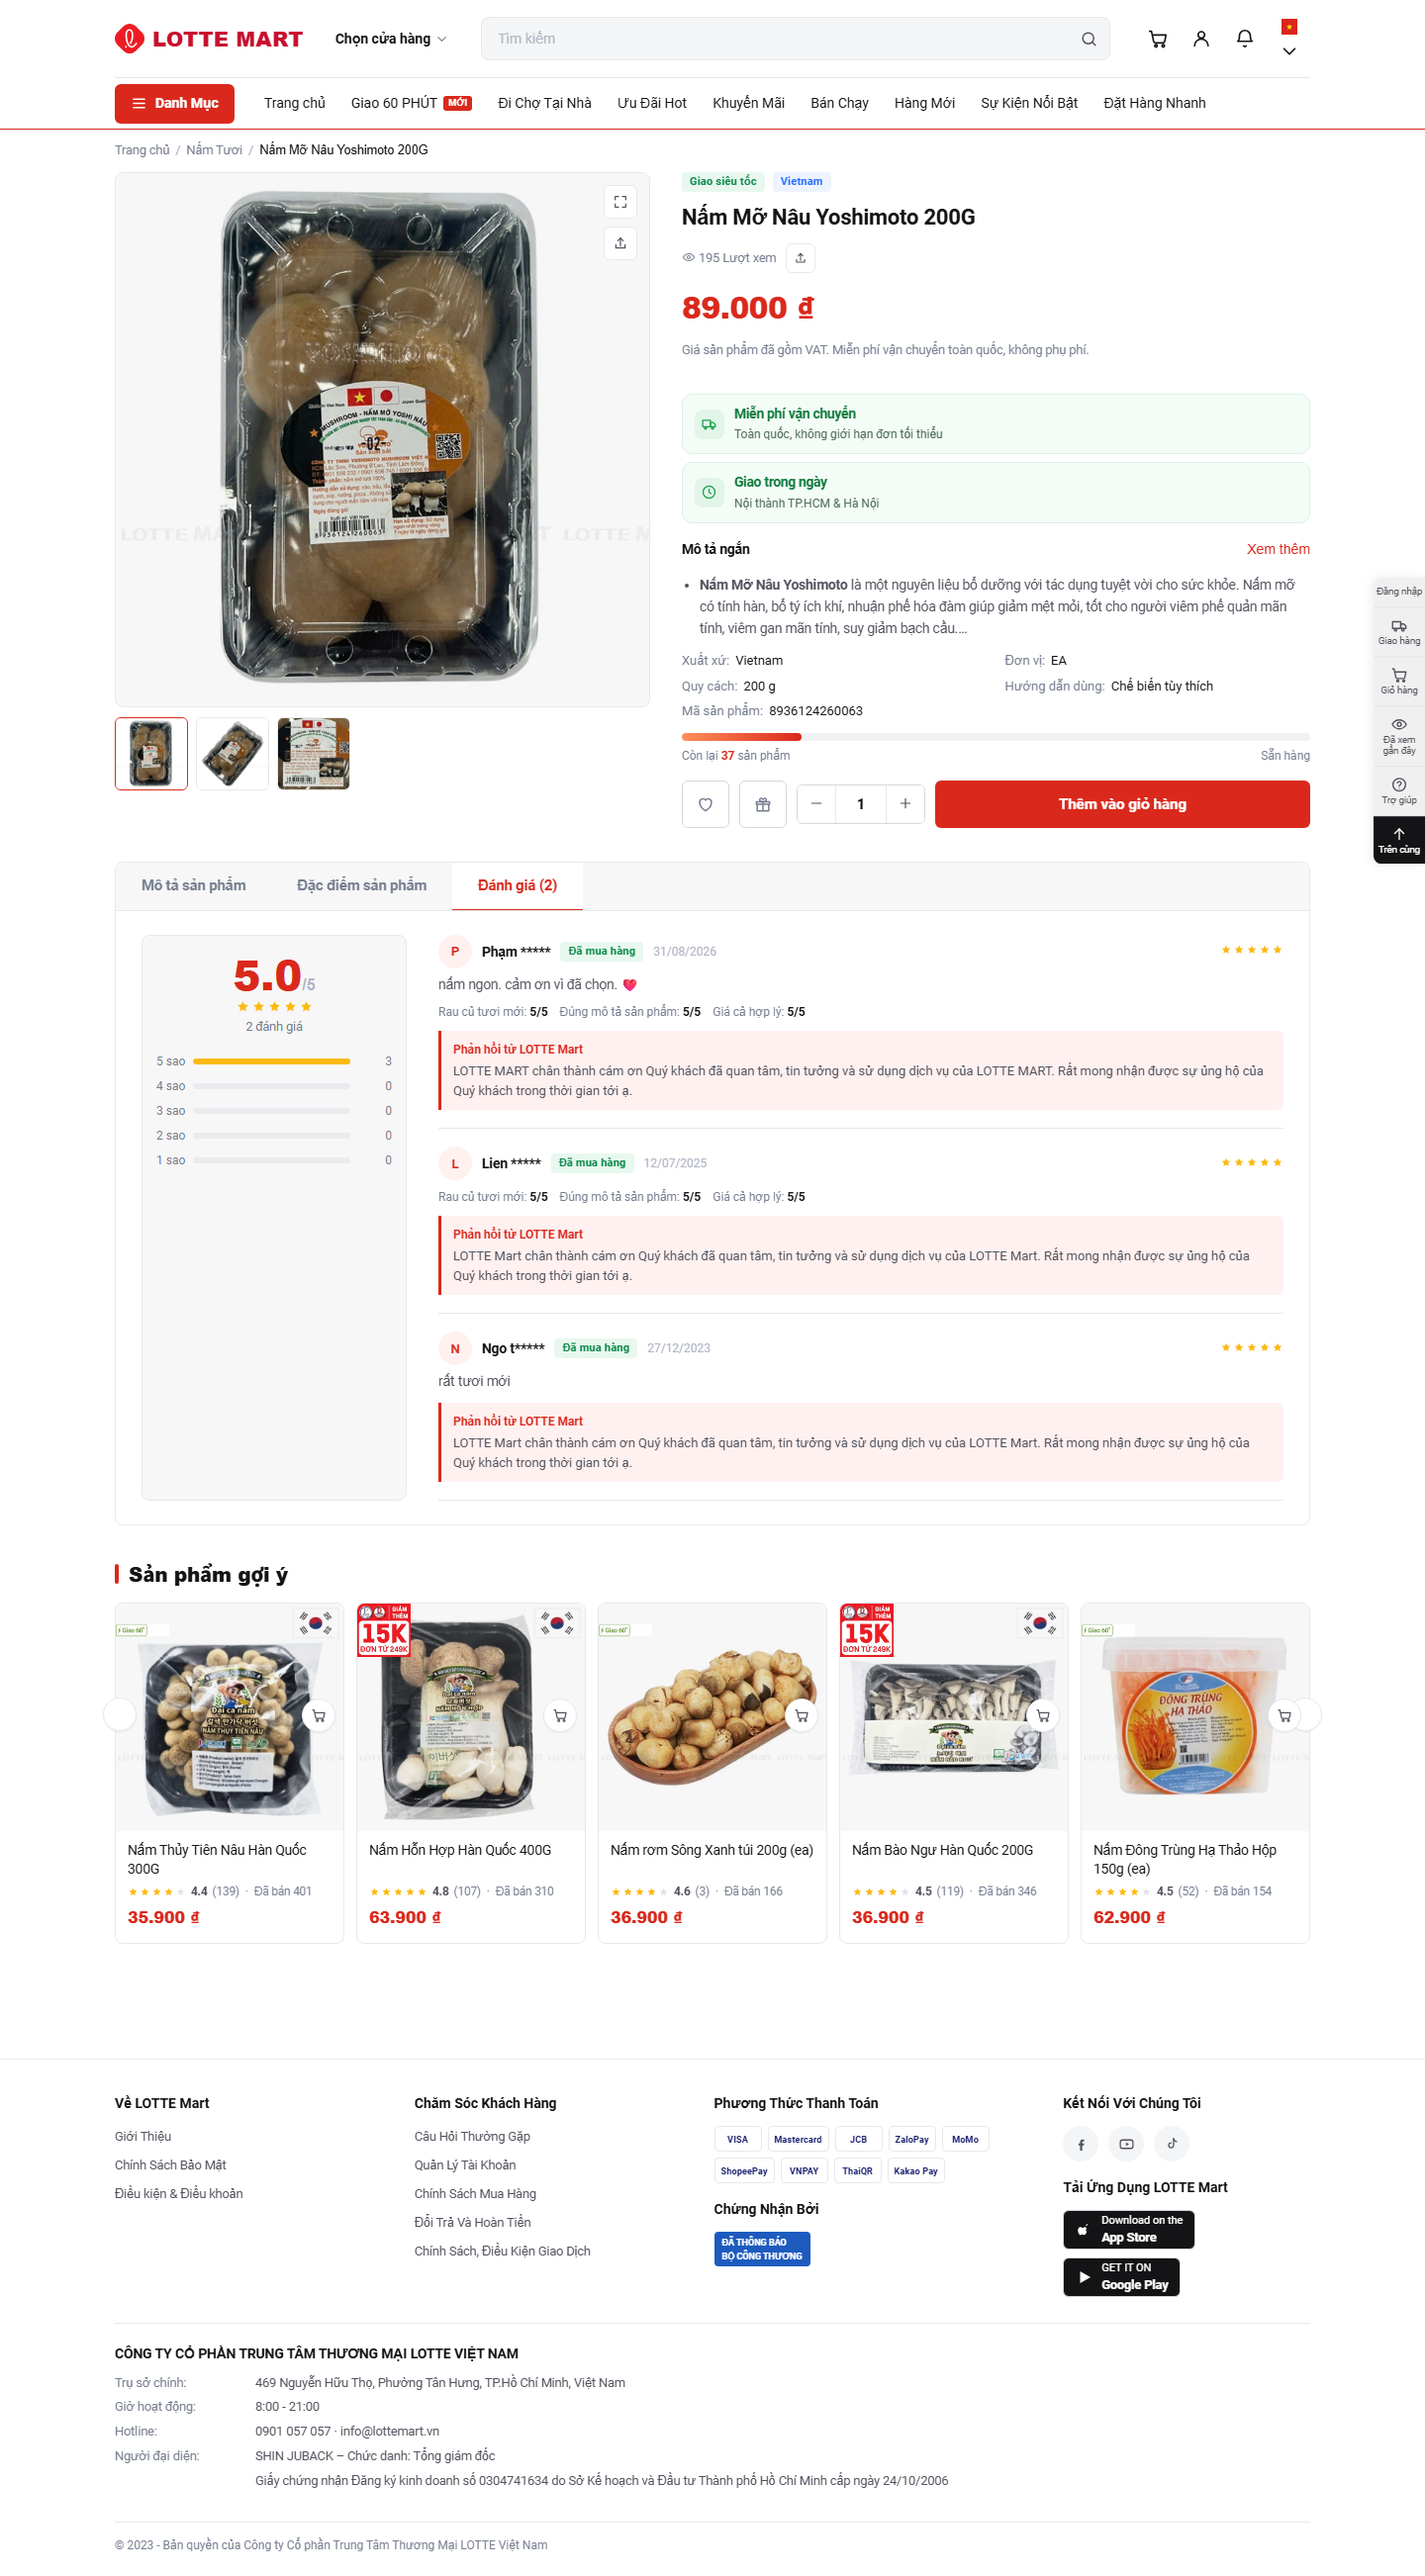 LOTTE MART
Chọn cửa hàng
Tìm kiếm
Danh Mục
Trang chủ
Giao 60 PHÚT MỚI
Đi Chợ Tại Nhà
Ưu Đãi Hot
Khuyến Mãi
Bán Chạy
Hàng Mới
Sự Kiện Nổi Bật
Đặt Hàng Nhanh
Trang chủ / Nấm Tươi / Nấm Mỡ Nâu Yoshimoto 200G
MUSHROOM - NẤM MỠ YOSHI
-02-
8936124260063
LOTTE MART
Giao siêu tốc
Vietnam
Nấm Mỡ Nâu Yoshimoto 200G
195 Lượt xem
89.000 ₫
Giá sản phẩm đã gồm VAT. Miễn phí vận chuyển toàn quốc, không phụ phí.
Miễn phí vận chuyển
Toàn quốc, không giới hạn đơn tối thiểu
Giao trong ngày
Nội thành TP.HCM & Hà Nội
Mô tả ngắn
Xem thêm
Nấm Mỡ Nâu Yoshimoto là một nguyên liệu bổ dưỡng với tác dụng tuyệt vời cho sức khỏe. Nấm mỡ
có tính hàn, bổ tỳ ích khí, nhuận phế hóa đàm giúp giảm mệt mỏi, tốt cho người viêm phế quản mãn
tính, viêm gan mãn tính, suy giảm bạch cầu....
Xuất xứ: Vietnam
Đơn vị: EA
Quy cách: 200 g
Hướng dẫn dùng: Chế biến tùy thích
Mã sản phẩm: 8936124260063
Còn lại 37 sản phẩm
Sẵn hàng
1
Thêm vào giỏ hàng
Đăng nhập
Giao hàng
Giỏ hàng
Đã xem
gần đây
Trợ giúp
Trên cùng
Mô tả sản phẩm
Đặc điểm sản phẩm
Đánh giá (2)
5.0/5
2 đánh giá
5 sao 3
4 sao 0
3 sao 0
2 sao 0
1 sao 0
P Phạm ***** Đã mua hàng 31/08/2026
nấm ngon. cảm ơn vì đã chọn. 💓
Rau củ tươi mới: 5/5 Đúng mô tả sản phẩm: 5/5 Giá cả hợp lý: 5/5
Phản hồi từ LOTTE Mart
LOTTE MART chân thành cám ơn Quý khách đã quan tâm, tin tưởng và sử dụng dịch vụ của LOTTE MART. Rất mong nhận được sự ủng hộ của
Quý khách trong thời gian tới ạ.
L Lien ***** Đã mua hàng 12/07/2025
Rau củ tươi mới: 5/5 Đúng mô tả sản phẩm: 5/5 Giá cả hợp lý: 5/5
Phản hồi từ LOTTE Mart
LOTTE Mart chân thành cám ơn Quý khách đã quan tâm, tin tưởng và sử dụng dịch vụ của LOTTE Mart. Rất mong nhận được sự ủng hộ của
Quý khách trong thời gian tới ạ.
N Ngo t***** Đã mua hàng 27/12/2023
rất tươi mới
Phản hồi từ LOTTE Mart
LOTTE Mart chân thành cám ơn Quý khách đã quan tâm, tin tưởng và sử dụng dịch vụ của LOTTE Mart. Rất mong nhận được sự ủng hộ của
Quý khách trong thời gian tới ạ.
Sản phẩm gợi ý
Nấm Thủy Tiên Nâu Hàn Quốc
300G
4.4 (139) · Đã bán 401
35.900 ₫
GIẢM THÊM
15K
ĐƠN TỪ 249K
Nấm Hỗn Hợp Hàn Quốc 400G
4.8 (107) · Đã bán 310
63.900 ₫
Nấm rơm Sông Xanh túi 200g (ea)
4.6 (3) · Đã bán 166
36.900 ₫
GIẢM THÊM
15K
ĐƠN TỪ 249K
Nấm Bào Ngư Hàn Quốc 200G
4.5 (119) · Đã bán 346
36.900 ₫
ĐÔNG TRÙNG
HẠ THẢO
Nấm Đông Trùng Hạ Thảo Hộp
150g (ea)
4.5 (52) · Đã bán 154
62.900 ₫
Về LOTTE Mart
Giới Thiệu
Chính Sách Bảo Mật
Điều kiện & Điều khoản
Chăm Sóc Khách Hàng
Câu Hỏi Thường Gặp
Quản Lý Tài Khoản
Chính Sách Mua Hàng
Đổi Trả Và Hoàn Tiền
Chính Sách, Điều Kiện Giao Dịch
Phương Thức Thanh Toán
VISA Mastercard JCB ZaloPay MoMo
ShopeePay VNPAY ThaiQR Kakao Pay
Chứng Nhận Bởi
ĐÃ THÔNG BÁO
BỘ CÔNG THƯƠNG
Kết Nối Với Chúng Tôi
Tải Ứng Dụng LOTTE Mart
Download on the
App Store
GET IT ON
Google Play
CÔNG TY CỔ PHẦN TRUNG TÂM THƯƠNG MẠI LOTTE VIỆT NAM
Trụ sở chính: 469 Nguyễn Hữu Thọ, Phường Tân Hưng, TP.Hồ Chí Minh, Việt Nam
Giờ hoạt động: 8:00 - 21:00
Hotline: 0901 057 057 · info@lottemart.vn
Người đại diện: SHIN JUBACK – Chức danh: Tổng giám đốc
Giấy chứng nhận Đăng ký kinh doanh số 0304741634 do Sở Kế hoạch và Đầu tư Thành phố Hồ Chí Minh cấp ngày 24/10/2006
© 2023 - Bản quyền của Công ty Cổ phần Trung Tâm Thương Mại LOTTE Việt Nam